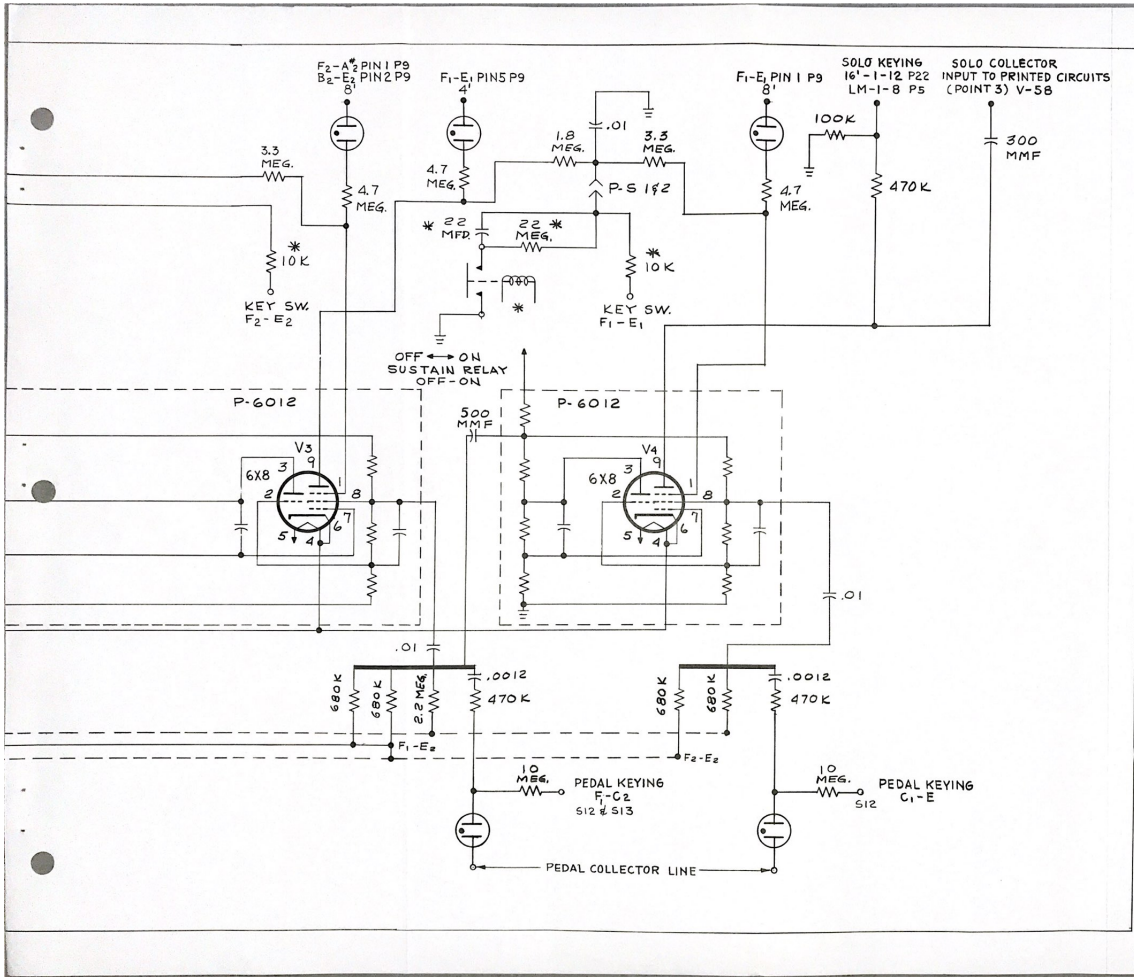 F2-A#2 PIN 1 P9
B2-E2 PIN 2 P9
8'
F1-E1 PIN5 P9
4'
F1-E1 PIN 1 P9
8'
SOLO KEYING
16'-1-12 P22
LM-1-8 P5
SOLO COLLECTOR
INPUT TO PRINTED CIRCUITS
(POINT 3) V-58
.01
1.8
MEG.
3.3
MEG.
100K
300
MMF
3.3
MEG.
4.7
MEG.
4.7
MEG.
P-S 1&2
4.7
MEG.
470K
* 22
MFD.
22 *
MEG.
*
10K
*
10K
*
KEY SW.
F2-E2
KEY SW.
F1-E1
OFF ↔ ON
SUSTAIN RELAY
OFF-ON
P-6012
500
MMF
P-6012
V3
9
3
6X8
1
2
8
7
6
5
4
V4
9
3
6X8
1
2
8
7
6
5
4
.01
.01
680K
680K
2.2 MEG.
.0012
470K
680K
680K
.0012
470K
F1-E2
F2-E2
10
MEG.
PEDAL KEYING
F1-C2
S12 & S13
10
MEG.
S12
PEDAL KEYING
C1-E
PEDAL COLLECTOR LINE